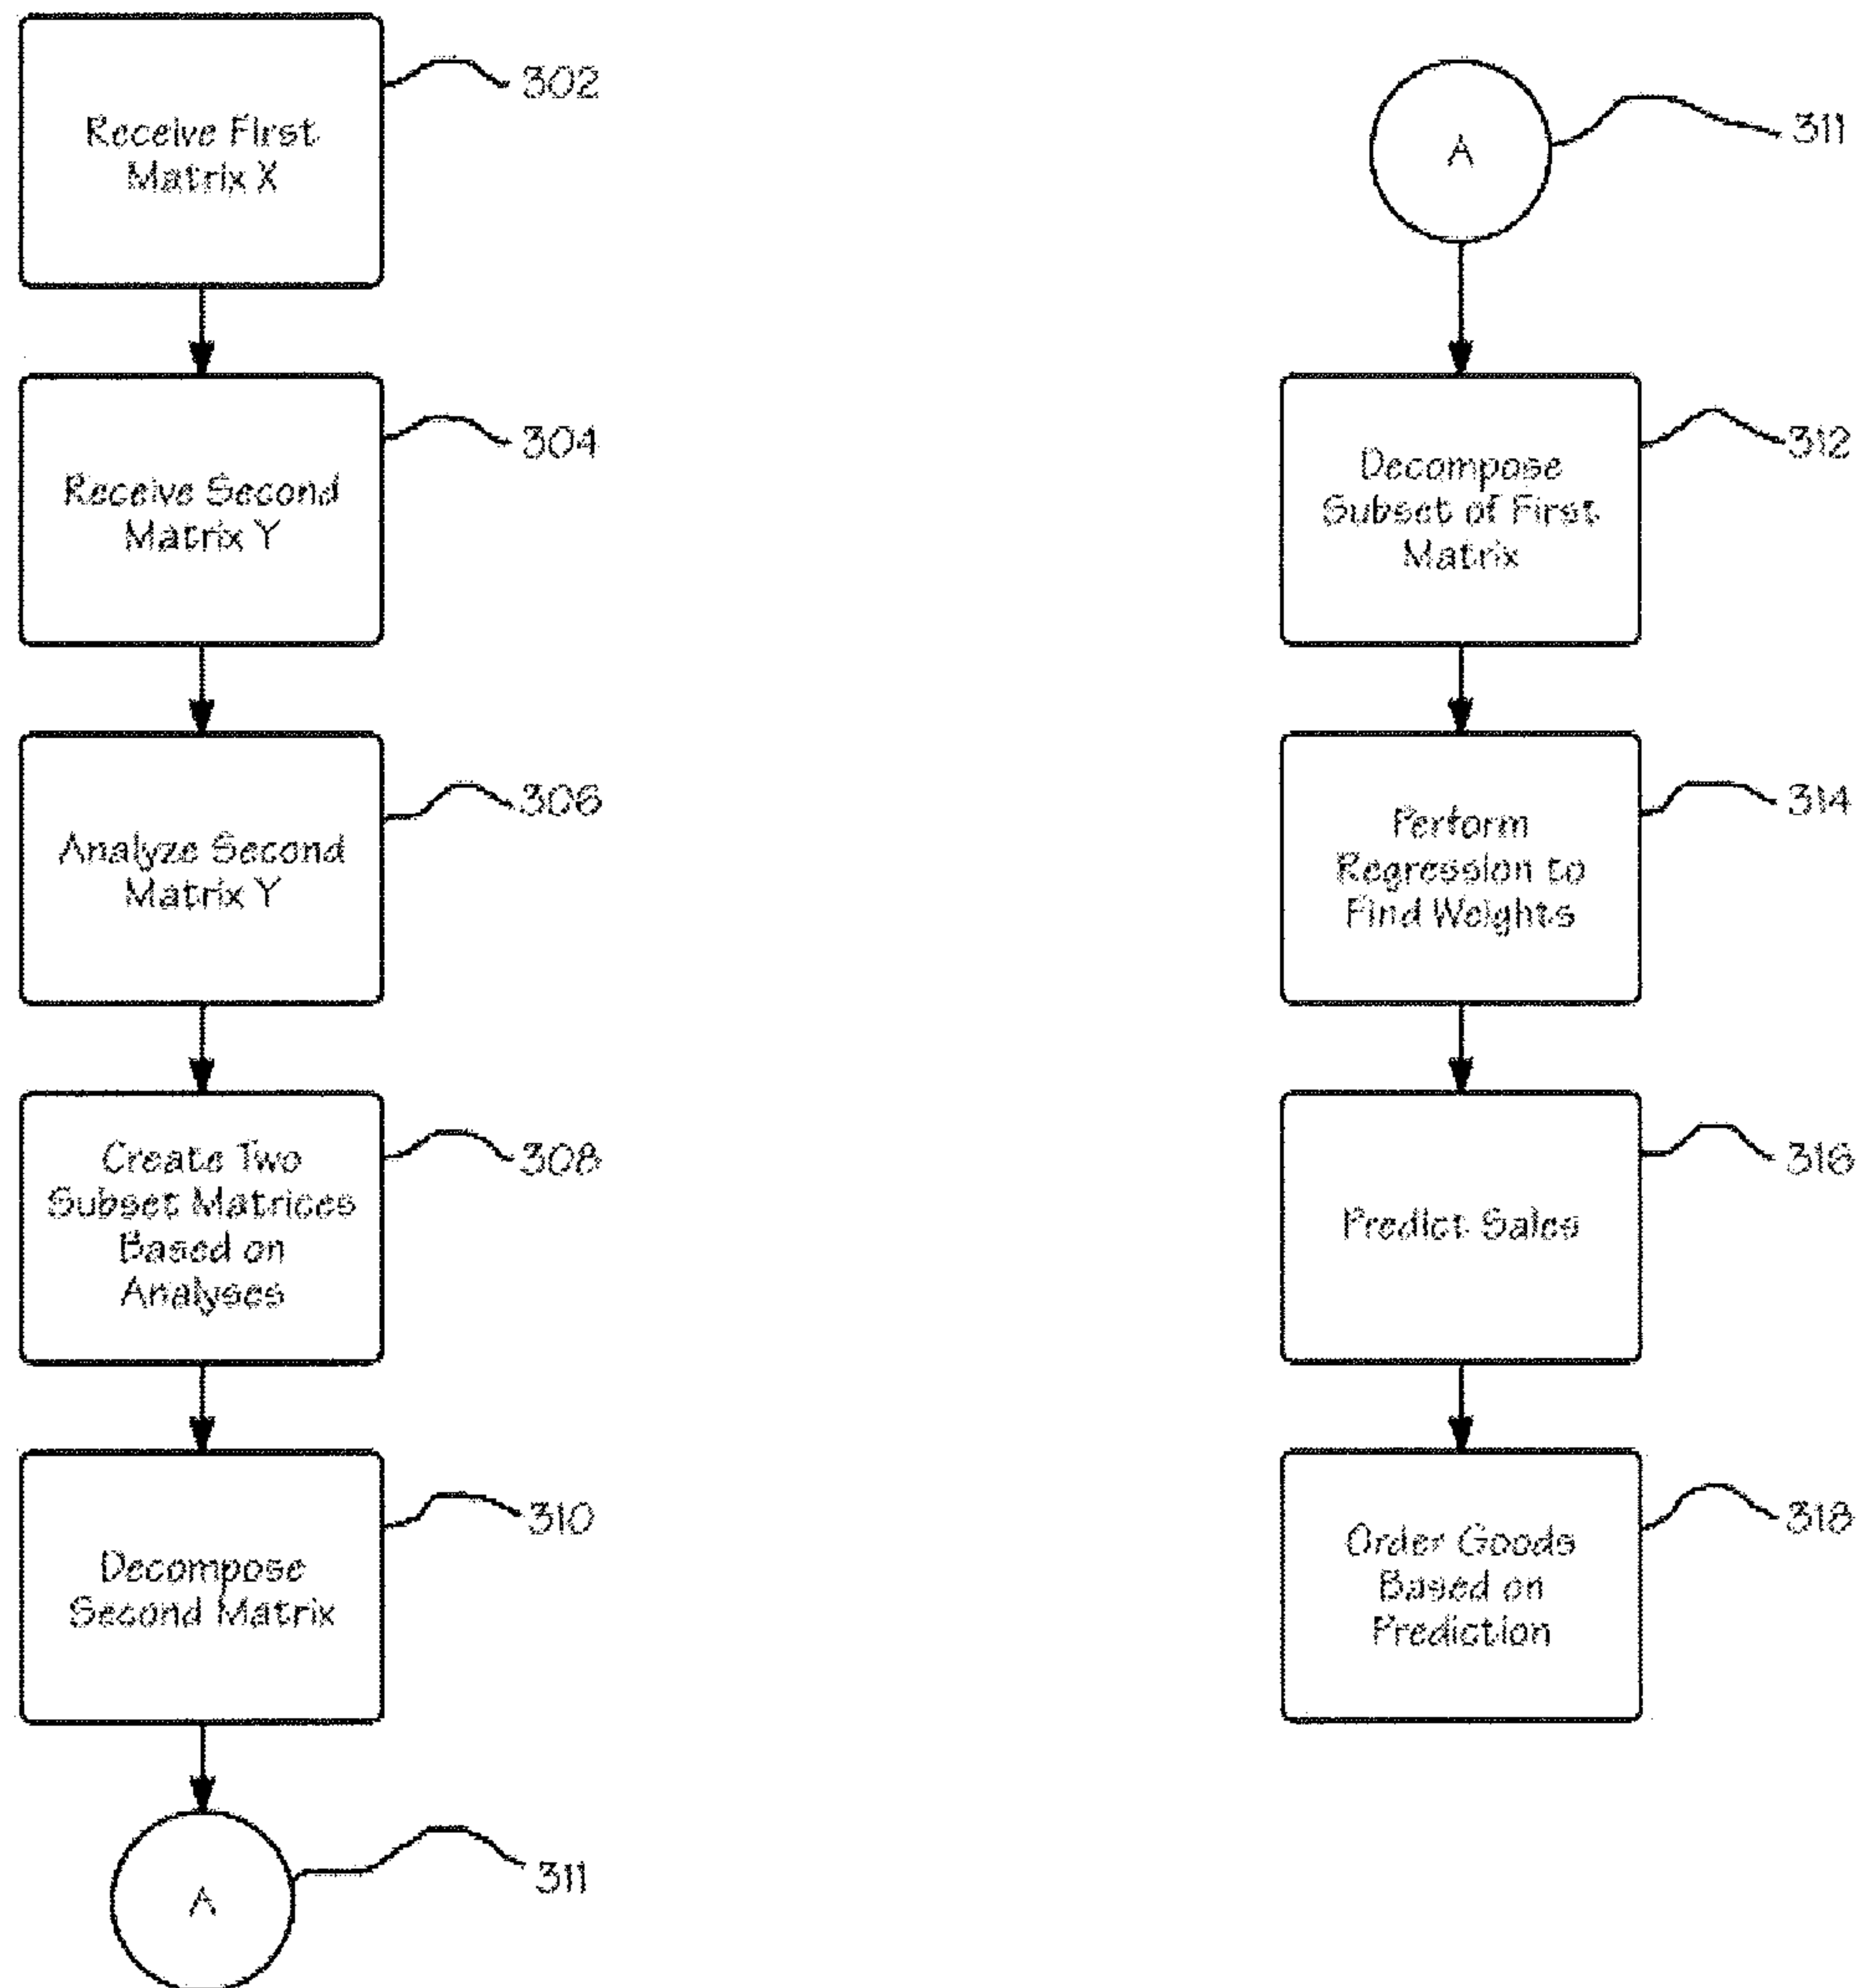 Receive First
Matrix X
302
Receive Second
Matrix Y
304
Analyze Second
Matrix Y
306
Create Two
Subset Matrices
Based on
Analyses
308
Decompose
Second Matrix
310
A
311
A
311
Decompose
Subset of First
Matrix
312
Perform
Regression to
Find Weights
314
Predict Sales
316
Order Goods
Based on
Prediction
318